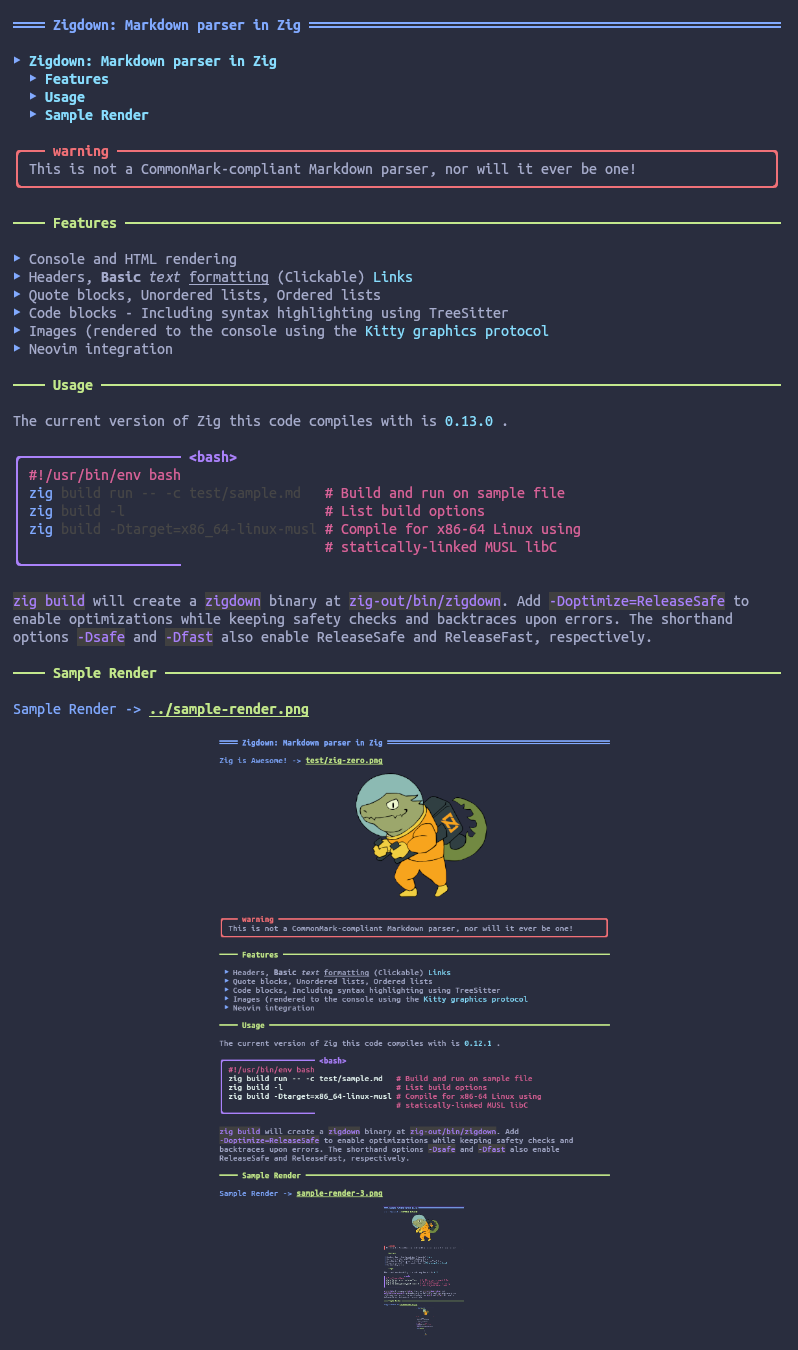 Zigdown: Markdown parser in Zig
Zigdown: Markdown parser in Zig
Features
Usage
Sample Render
warning
This is not a CommonMark-compliant Markdown parser, nor will it ever be one!
Features
Console and HTML rendering
Headers, Basic text formatting (Clickable) Links
Quote blocks, Unordered lists, Ordered lists
Code blocks - Including syntax highlighting using TreeSitter
Images (rendered to the console using the Kitty graphics protocol
Neovim integration
Usage
The current version of Zig this code compiles with is 0.13.0 .
<bash>
#!/usr/bin/env bash
zig build run -- -c test/sample.md # Build and run on sample file
zig build -l # List build options
zig build -Dtarget=x86_64-linux-musl # Compile for x86-64 Linux using
# statically-linked MUSL libC
zig build will create a zigdown binary at zig-out/bin/zigdown. Add -Doptimize=ReleaseSafe to
enable optimizations while keeping safety checks and backtraces upon errors. The shorthand
options -Dsafe and -Dfast also enable ReleaseSafe and ReleaseFast, respectively.
Sample Render
Sample Render -> ../sample-render.png
Zigdown: Markdown parser in Zig
Zig is Awesome! -> test/zig-zero.png
warning
This is not a CommonMark-compliant Markdown parser, nor will it ever be one!
Features
Headers, Basic text formatting (Clickable) Links
Quote blocks, Unordered lists, Ordered lists
Code blocks, Including syntax highlighting using TreeSitter
Images (rendered to the console using the Kitty graphics protocol
Neovim integration
Usage
The current version of Zig this code compiles with is 0.12.1 .
<bash>
#!/usr/bin/env bash
zig build run -- -c test/sample.md # Build and run on sample file
zig build -l # List build options
zig build -Dtarget=x86_64-linux-musl # Compile for x86-64 Linux using
# statically-linked MUSL libC
zig build will create a zigdown binary at zig-out/bin/zigdown. Add
-Doptimize=ReleaseSafe to enable optimizations while keeping safety checks and
backtraces upon errors. The shorthand options -Dsafe and -Dfast also enable
ReleaseSafe and ReleaseFast, respectively.
Sample Render
Sample Render -> sample-render-3.png